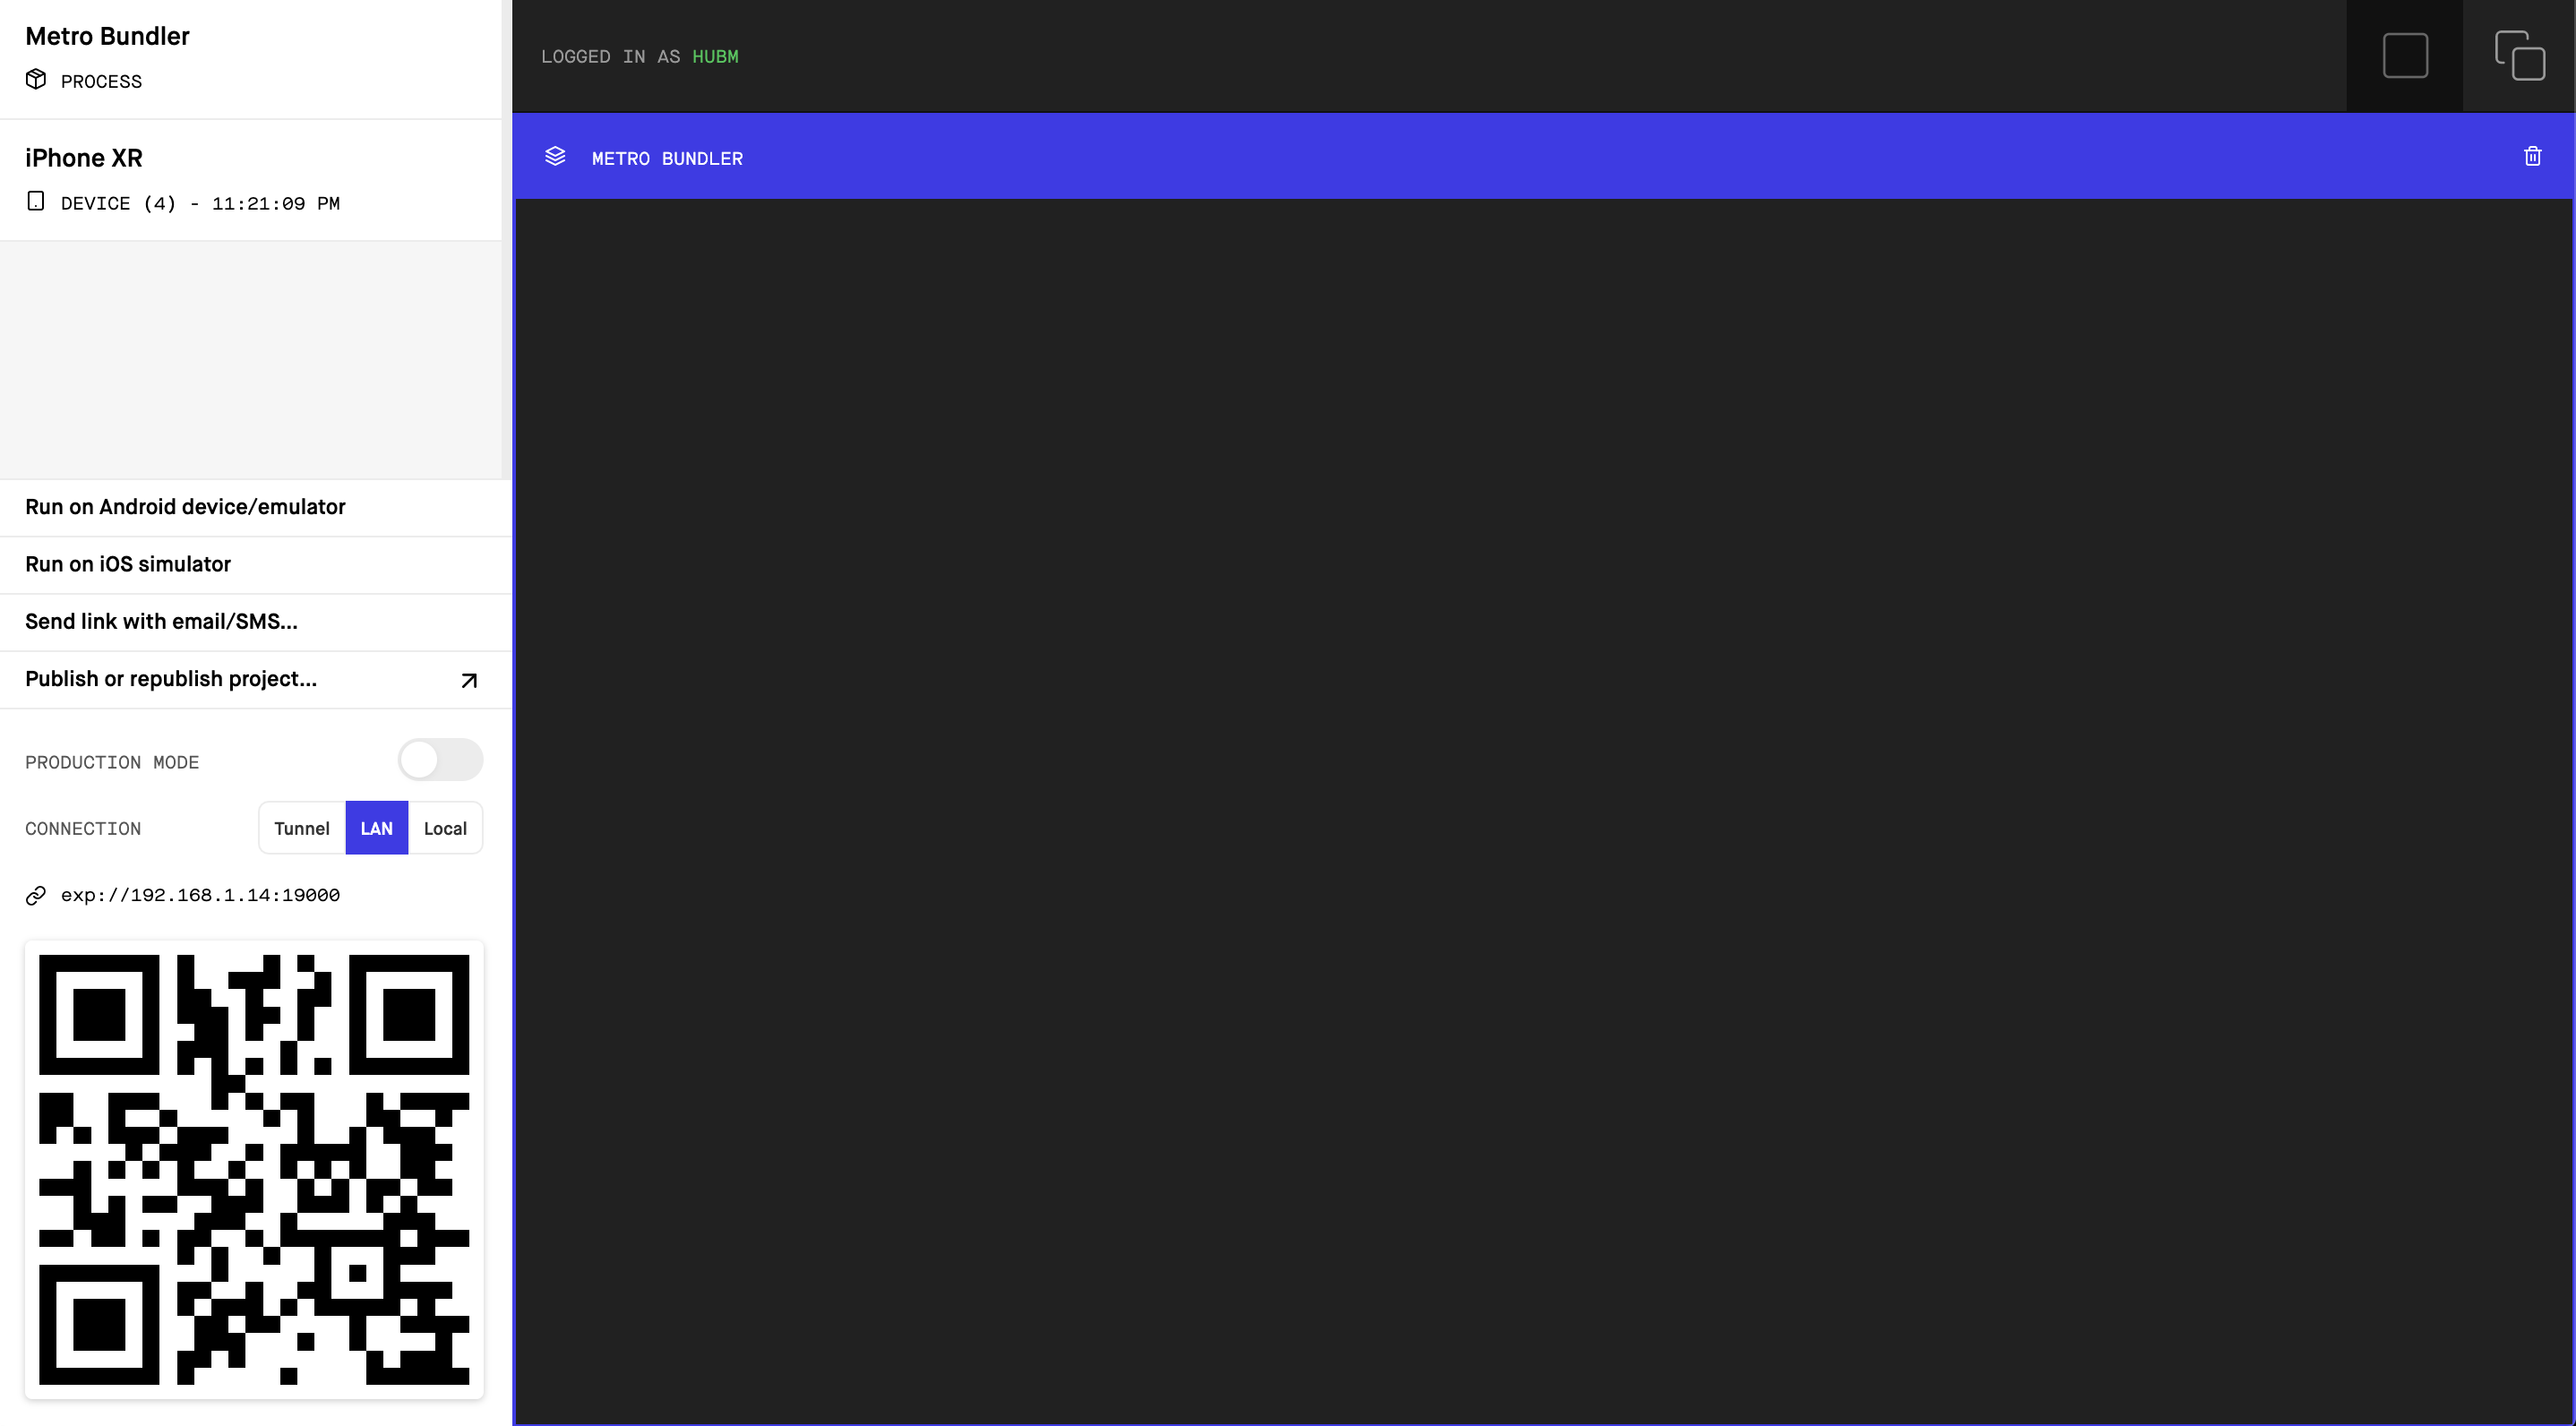 Metro Bundler
PROCESS
iPhone XR
DEVICE (4) - 11:21:09 PM
Run on Android device/emulator
Run on iOS simulator
Send link with email/SMS...
Publish or republish project...
PRODUCTION MODE
CONNECTION Tunnel LAN Local
exp://192.168.1.14:19000
LOGGED IN AS HUBM
METRO BUNDLER